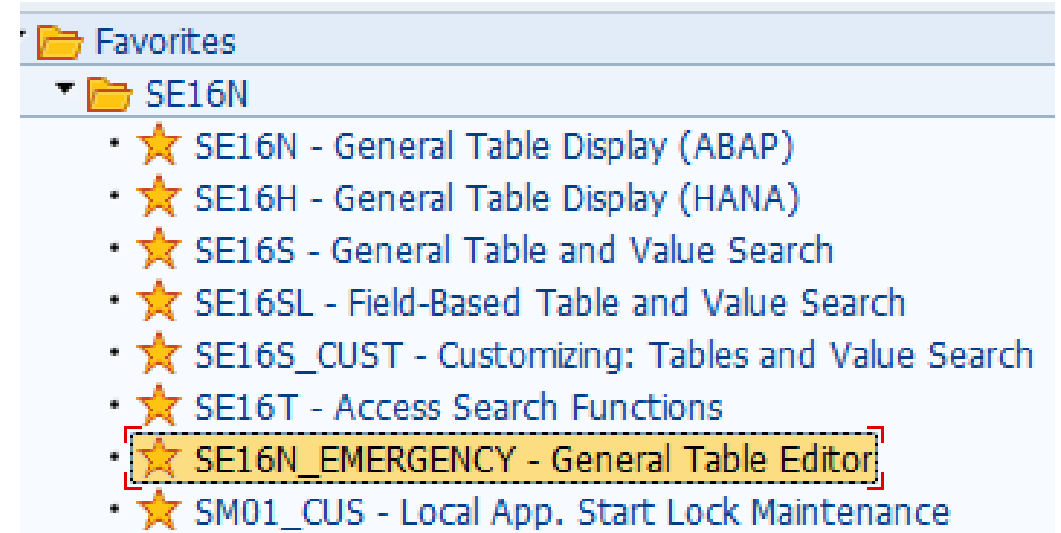 Favorites
SE16N
SE16N - General Table Display (ABAP)
SE16H - General Table Display (HANA)
SE16S - General Table and Value Search
SE16SL - Field-Based Table and Value Search
SE16S_CUST - Customizing: Tables and Value Search
SE16T - Access Search Functions
SE16N_EMERGENCY - General Table Editor
SM01_CUS - Local App. Start Lock Maintenance